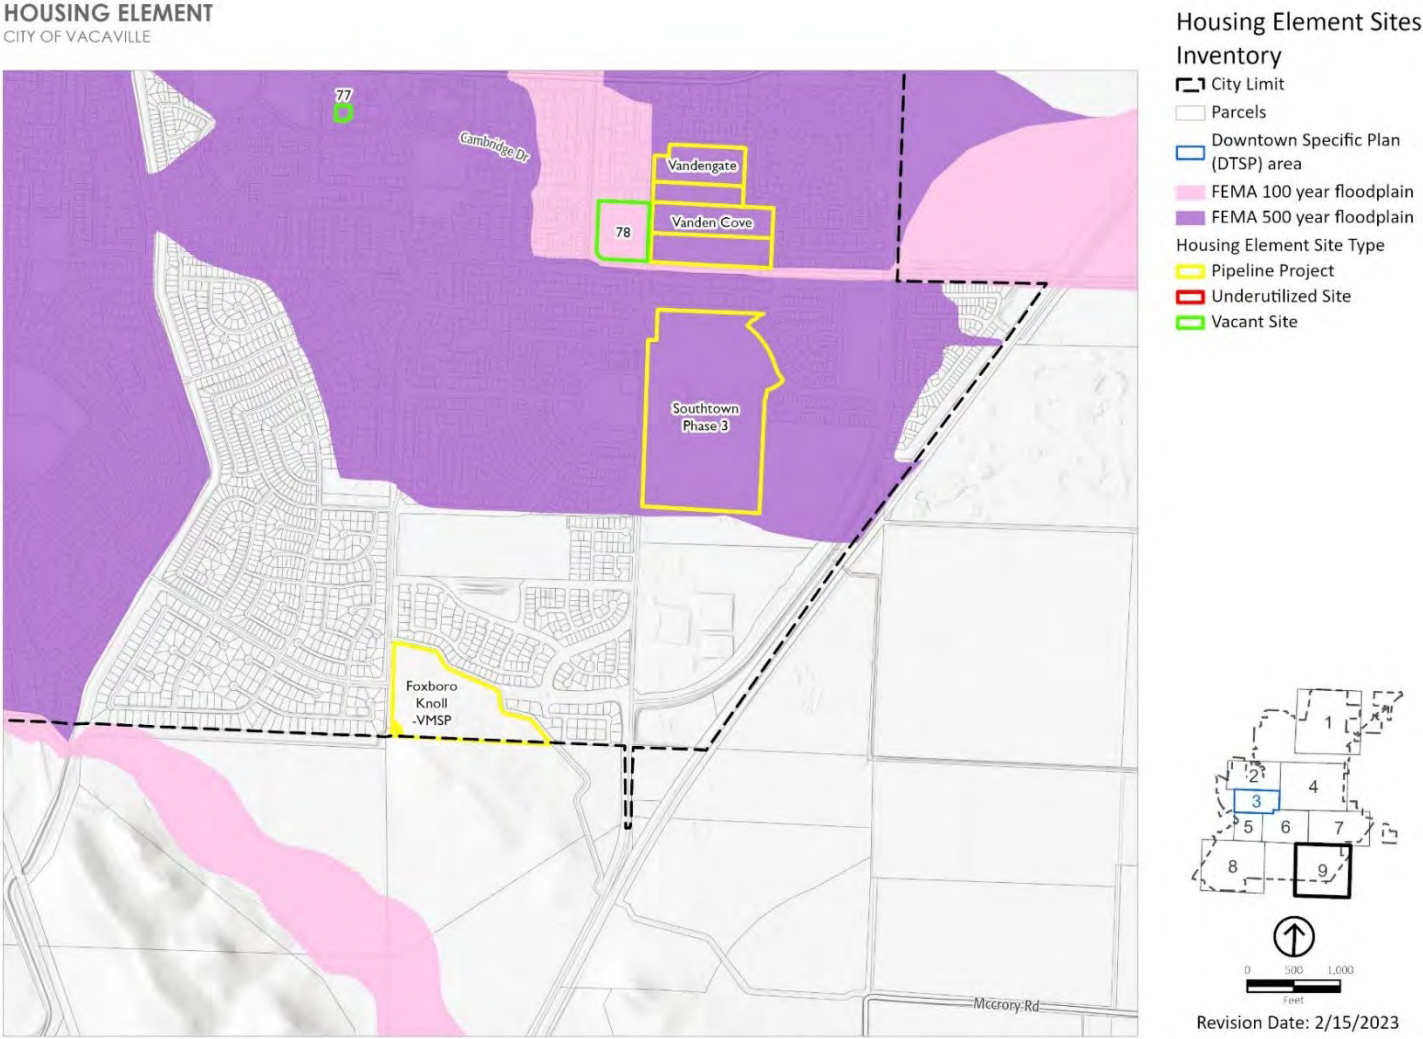 HOUSING ELEMENT
CITY OF VACAVILLE
77
Cambridge Dr
Vandengate
78
Vanden Cove
Southtown
Phase 3
Foxboro
Knoll
-VMSP
Mccrory Rd
Housing Element Sites
Inventory
City Limit
Parcels
Downtown Specific Plan
(DTSP) area
FEMA 100 year floodplain
FEMA 500 year floodplain
Housing Element Site Type
Pipeline Project
Underutilized Site
Vacant Site
1
2
4
3
5 6 7
8 9
0 500 1,000
Feet
Revision Date: 2/15/2023